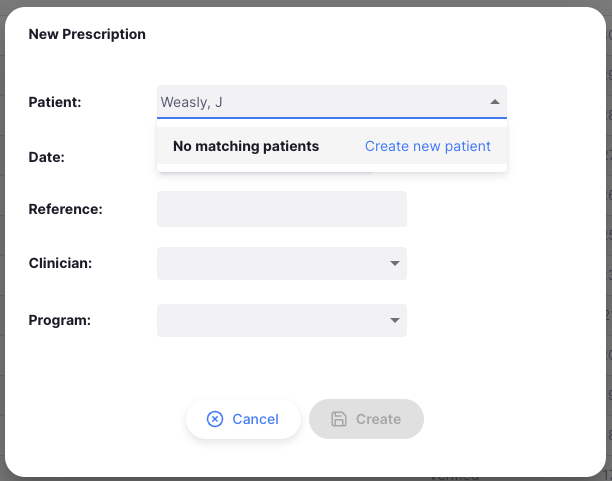 New Prescription
Patient: Weasly, J
No matching patients Create new patient
Date:
Reference:
Clinician:
Program:
Cancel Create